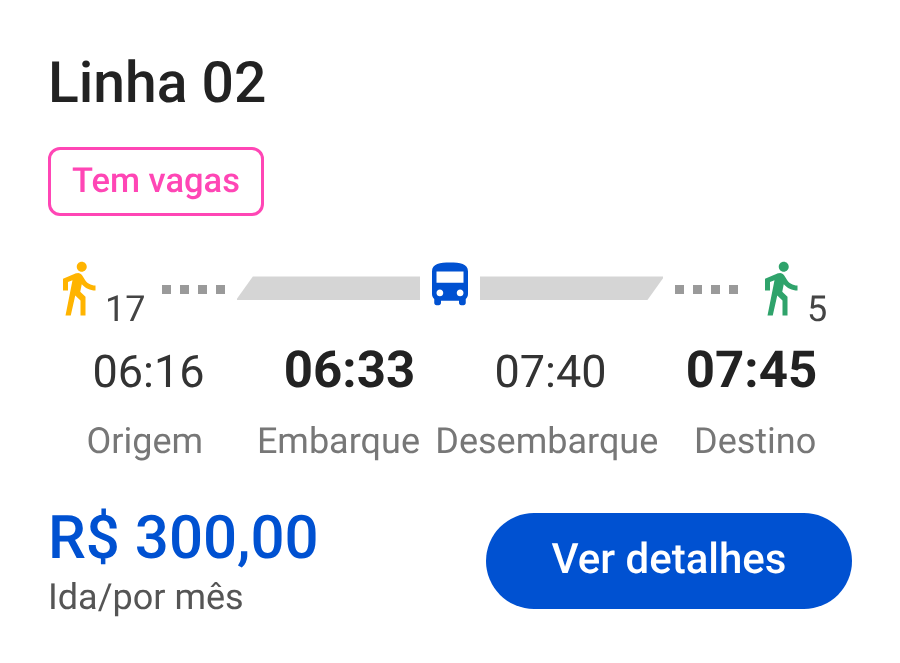 Linha 02
Tem vagas
17 5
06:16 06:33 07:40 07:45
Origem Embarque Desembarque Destino
R$ 300,00
Ida/por mês
Ver detalhes